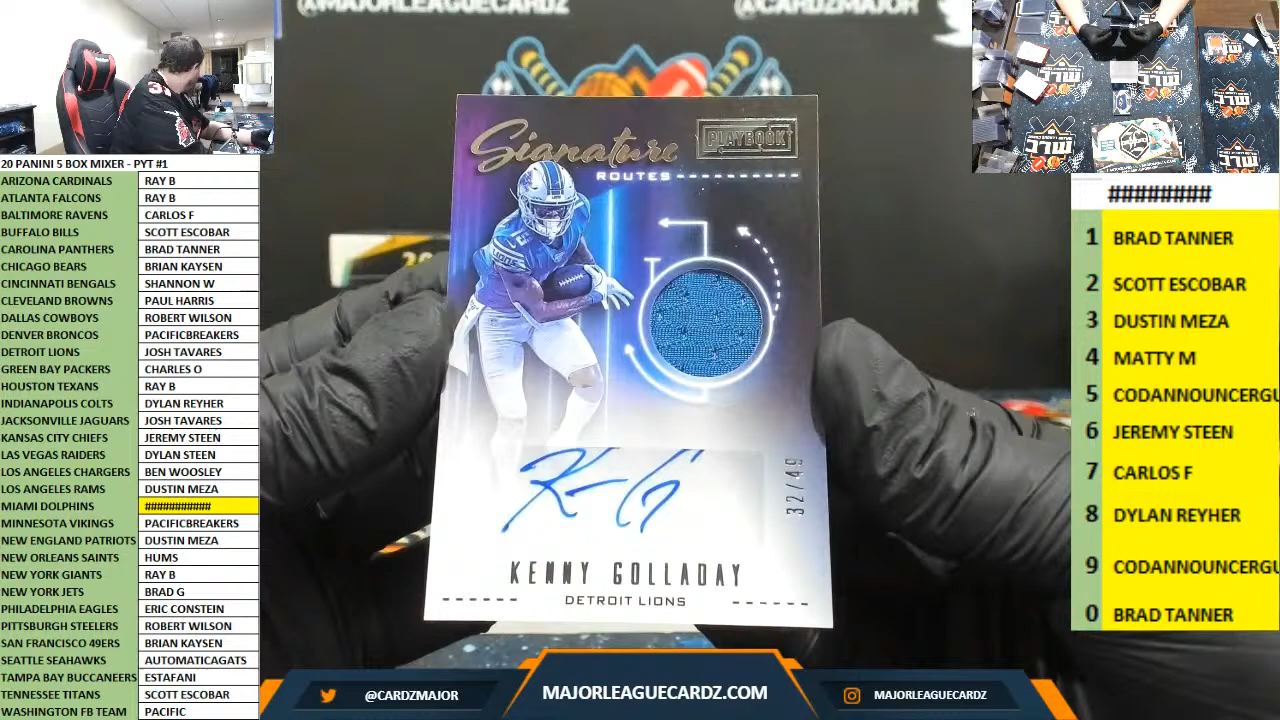 @MAJORLEAGUECARDZ
@CARDZMAJOR
20 PANINI 5 BOX MIXER - PYT #1
ARIZONA CARDINALS RAY B
ATLANTA FALCONS RAY B
BALTIMORE RAVENS CARLOS F
BUFFALO BILLS SCOTT ESCOBAR
CAROLINA PANTHERS BRAD TANNER
CHICAGO BEARS BRIAN KAYSEN
CINCINNATI BENGALS SHANNON W
CLEVELAND BROWNS PAUL HARRIS
DALLAS COWBOYS ROBERT WILSON
DENVER BRONCOS PACIFICBREAKERS
DETROIT LIONS JOSH TAVARES
GREEN BAY PACKERS CHARLES O
HOUSTON TEXANS RAY B
INDIANAPOLIS COLTS DYLAN REYHER
JACKSONVILLE JAGUARS JOSH TAVARES
KANSAS CITY CHIEFS JEREMY STEEN
LAS VEGAS RAIDERS DYLAN STEEN
LOS ANGELES CHARGERS BEN WOOSLEY
LOS ANGELES RAMS DUSTIN MEZA
MIAMI DOLPHINS ###########
MINNESOTA VIKINGS PACIFICBREAKERS
NEW ENGLAND PATRIOTS DUSTIN MEZA
NEW ORLEANS SAINTS HUMS
NEW YORK GIANTS RAY B
NEW YORK JETS BRAD G
PHILADELPHIA EAGLES ERIC CONSTEIN
PITTSBURGH STEELERS ROBERT WILSON
SAN FRANCISCO 49ERS BRIAN KAYSEN
SEATTLE SEAHAWKS AUTOMATICAGATS
TAMPA BAY BUCCANEERS ESTAFANI
TENNESSEE TITANS SCOTT ESCOBAR
WASHINGTON FB TEAM PACIFIC
Signature
PLAYBOOK
ROUTES
LIONS
32/49
KENNY GOLLADAY
DETROIT LIONS
@CARDZMAJOR
MAJORLEAGUECARDZ.COM
MAJORLEAGUECARDZ
########
1 BRAD TANNER
2 SCOTT ESCOBAR
3 DUSTIN MEZA
4 MATTY M
5 CODANNOUNCERGU
6 JEREMY STEEN
7 CARLOS F
8 DYLAN REYHER
9 CODANNOUNCERGU
0 BRAD TANNER